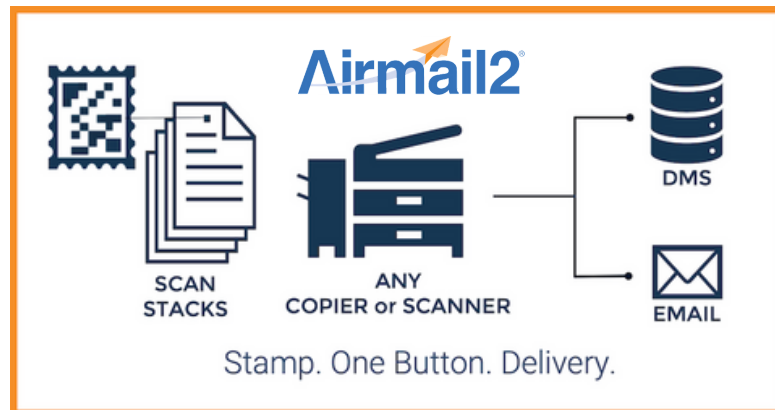 Airmail2®
SCAN
STACKS
ANY
COPIER or SCANNER
DMS
EMAIL
Stamp. One Button. Delivery.